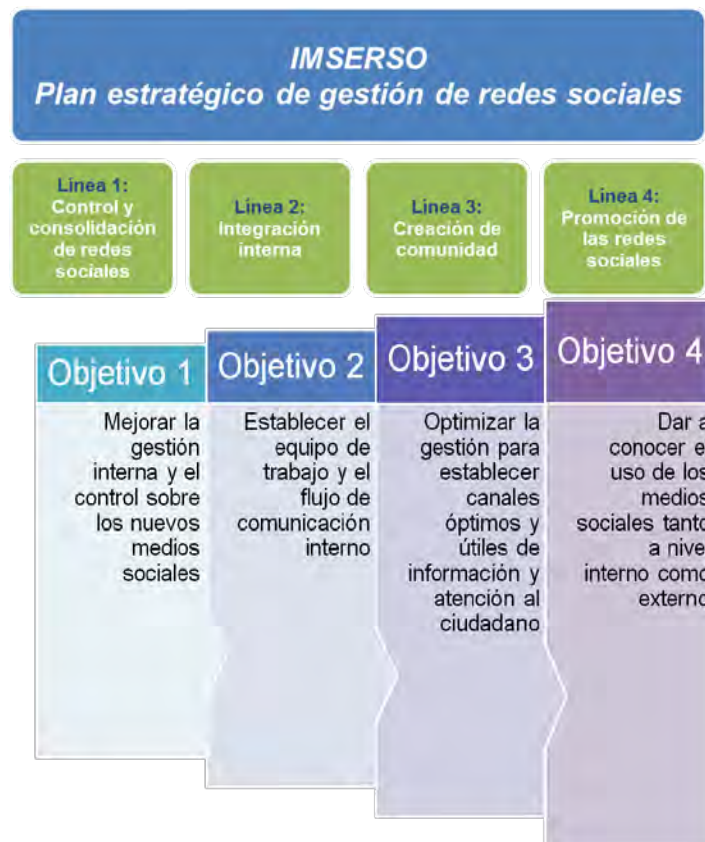 IMSERSO
Plan estratégico de gestión de redes sociales
Línea 1:
Control y
consolidación
de redes
sociales
Línea 2:
Integración
interna
Línea 3:
Creación de
comunidad
Línea 4:
Promoción de
las redes
sociales
Objetivo 1
Mejorar la
gestión
interna y el
control sobre
los nuevos
medios
sociales
Objetivo 2
Establecer el
equipo de
trabajo y el
flujo de
comunicación
interno
Objetivo 3
Optimizar la
gestión para
establecer
canales
óptimos y
útiles de
información y
atención al
ciudadano
Objetivo 4
Dar a
conocer e
uso de los
medios
sociales tanto
a nive
interno como
externo